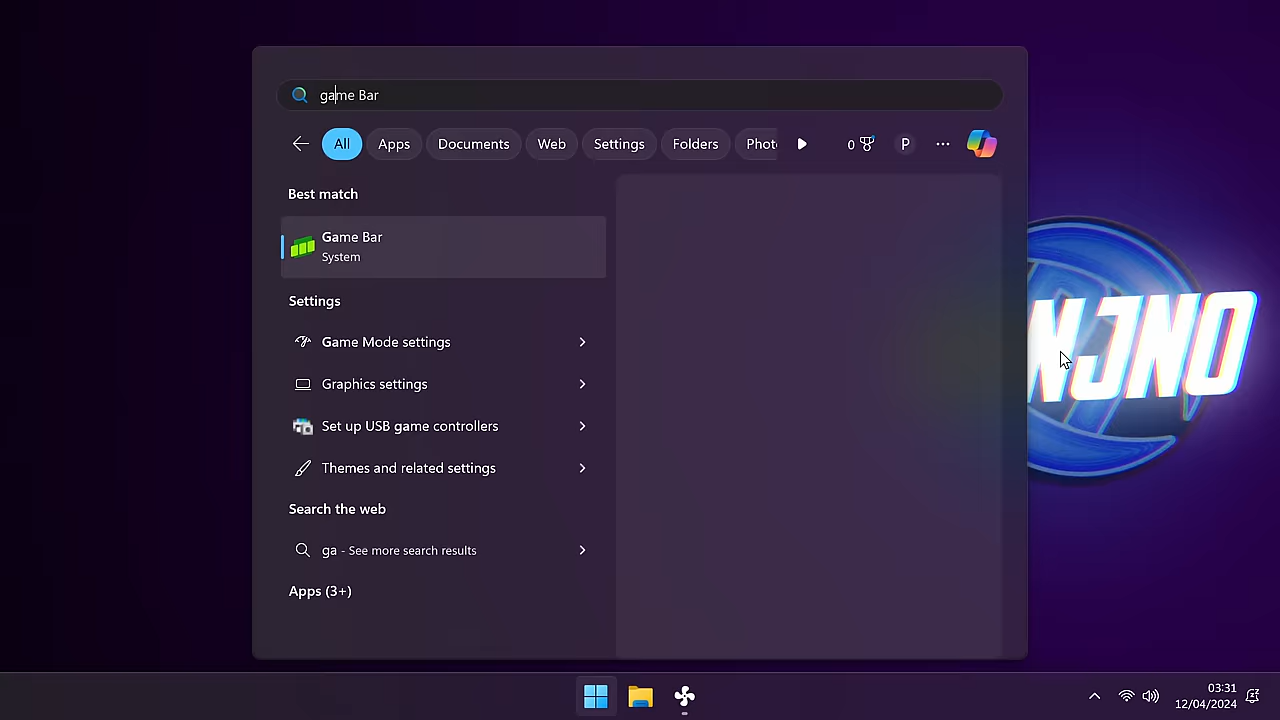 game Bar
All
Apps
Documents
Web
Settings
Folders
Phot
0
P
Best match
Game Bar
System
Settings
Game Mode settings
Graphics settings
Set up USB game controllers
Themes and related settings
Search the web
ga - See more search results
Apps (3+)
NJNO
03:31
12/04/2024